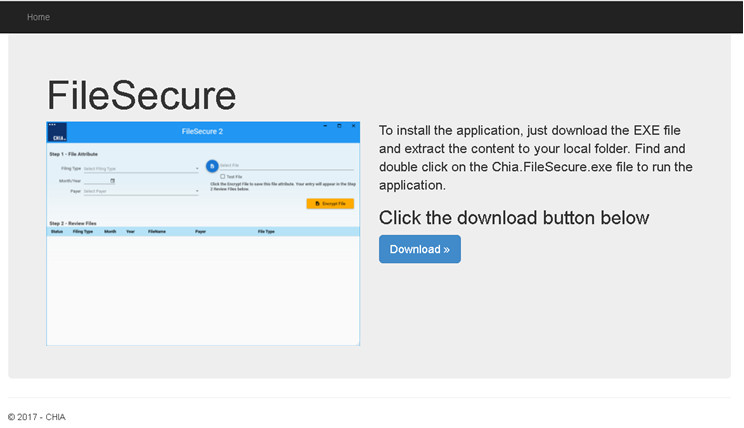 Home
FileSecure
CHIA
FileSecure 2
Step 1 - File Attribute
Filing Type Select Filing Type
Select File
Month/Year
Test File
Payer Select Payer
Click the Encrypt File to save this file attribute. Your entry will appear in the Step
2 Review Files below.
Encrypt File
Step 2 - Review Files
Status Filing Type Month Year FileName Payer File Type
To install the application, just download the EXE file
and extract the content to your local folder. Find and
double click on the Chia.FileSecure.exe file to run the
application.
Click the download button below
Download »
© 2017 - CHIA